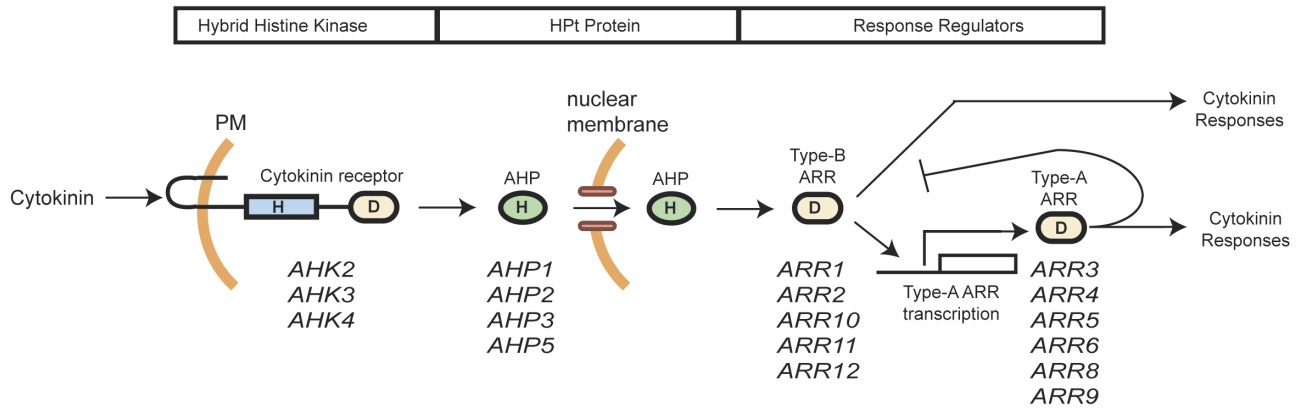 Hybrid Histine Kinase
HPt Protein
Response Regulators
PM
nuclear
membrane
Cytokinin
Cytokinin receptor
H
D
AHP
H
AHP
H
Type-B
ARR
D
Type-A
ARR
D
Cytokinin
Responses
Cytokinin
Responses
Type-A ARR
transcription
AHK2
AHK3
AHK4
AHP1
AHP2
AHP3
AHP5
ARR1
ARR2
ARR10
ARR11
ARR12
ARR3
ARR4
ARR5
ARR6
ARR8
ARR9